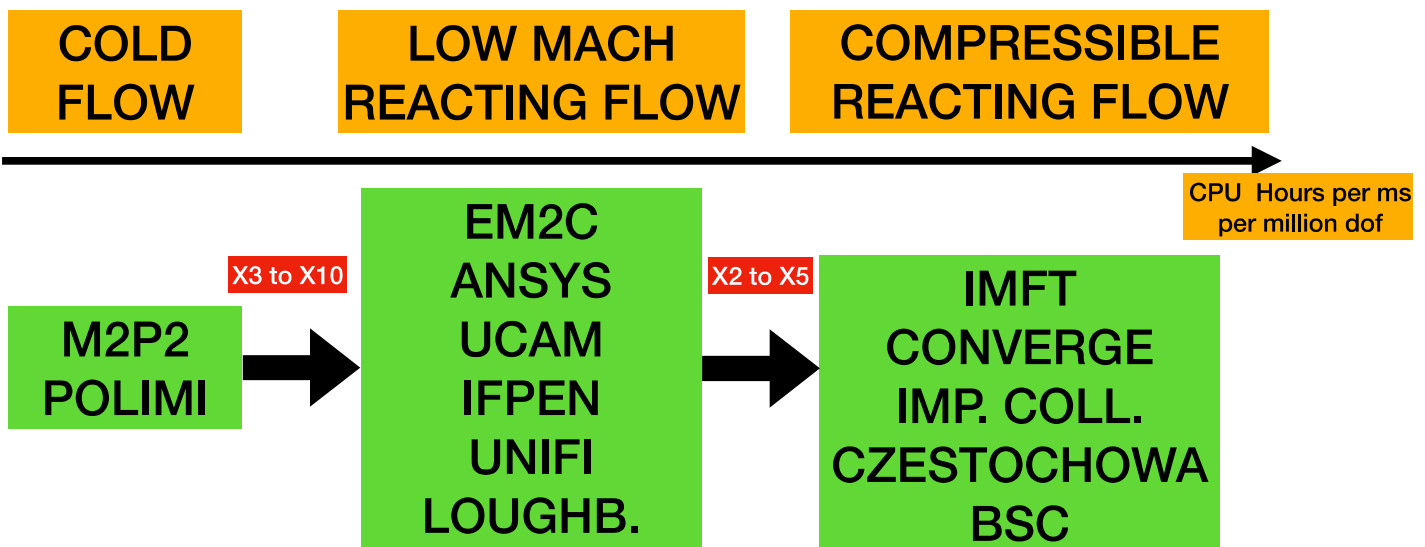 COLD
FLOW
LOW MACH
REACTING FLOW
COMPRESSIBLE
REACTING FLOW
CPU Hours per ms
per million dof
X3 to X10
X2 to X5
M2P2
POLIMI
EM2C
ANSYS
UCAM
IFPEN
UNIFI
LOUGHB.
IMFT
CONVERGE
IMP. COLL.
CZESTOCHOWA
BSC